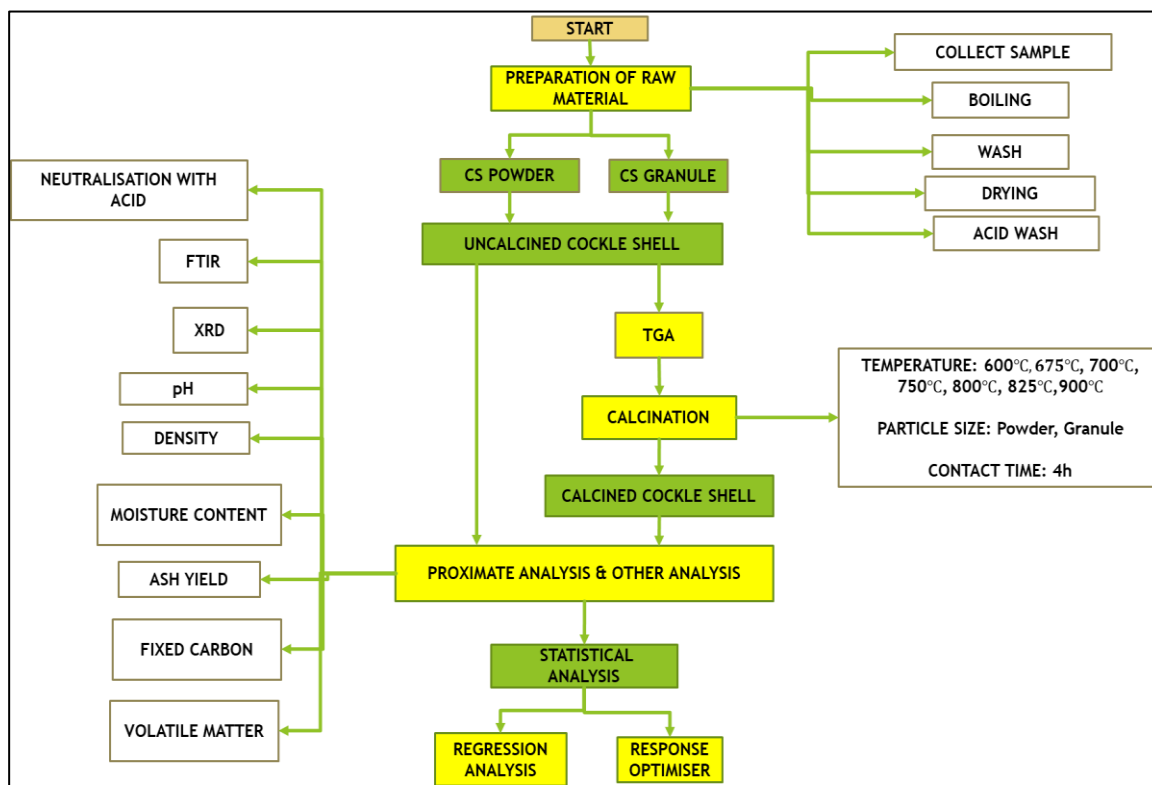 START
PREPARATION OF RAW
MATERIAL
COLLECT SAMPLE
BOILING
WASH
DRYING
ACID WASH
CS POWDER
CS GRANULE
UNCALCINED COCKLE SHELL
TGA
CALCINATION
TEMPERATURE: 600℃, 675℃, 700℃,
750℃, 800℃, 825℃,900℃
PARTICLE SIZE: Powder, Granule
CONTACT TIME: 4h
CALCINED COCKLE SHELL
PROXIMATE ANALYSIS & OTHER ANALYSIS
NEUTRALISATION WITH
ACID
FTIR
XRD
pH
DENSITY
MOISTURE CONTENT
ASH YIELD
FIXED CARBON
VOLATILE MATTER
STATISTICAL
ANALYSIS
REGRESSION
ANALYSIS
RESPONSE
OPTIMISER